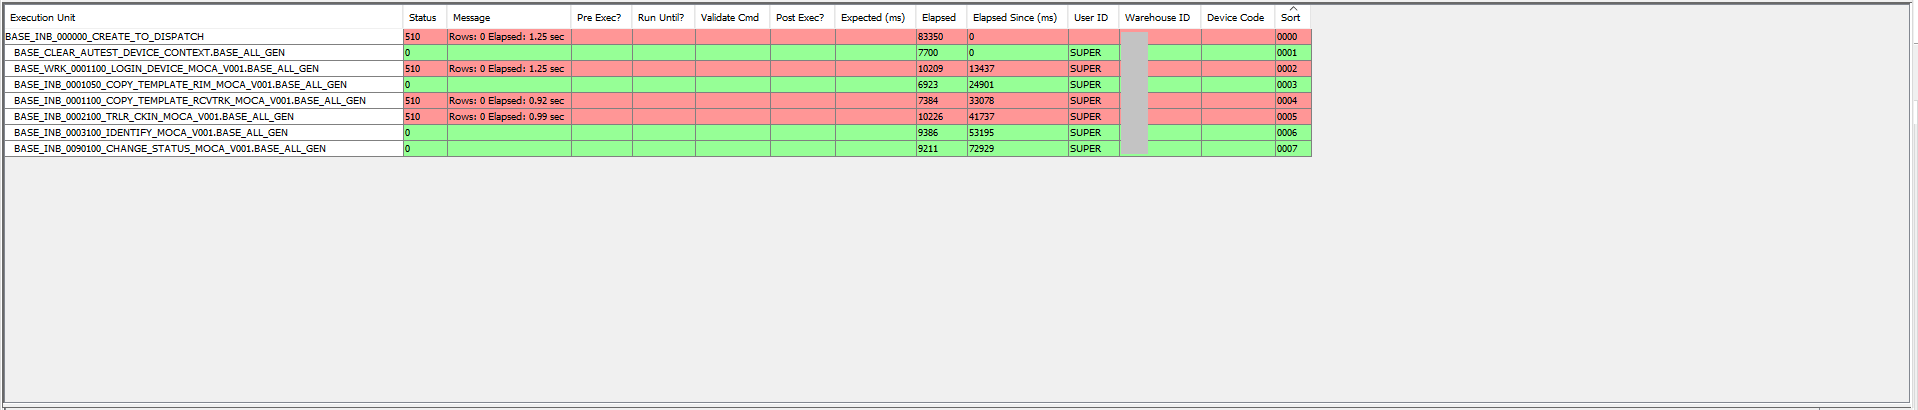 Execution Unit Status Message Pre Exec? Run Until? Validate Cmd Post Exec? Expected (ms) Elapsed Elapsed Since (ms) User ID Warehouse ID Device Code Sort
BASE_INB_000000_CREATE_TO_DISPATCH 510 Rows: 0 Elapsed: 1.25 sec 83350 0 0000
BASE_CLEAR_AUTEST_DEVICE_CONTEXT.BASE_ALL_GEN 0 7700 0 SUPER 0001
BASE_WRK_0001100_LOGIN_DEVICE_MOCA_V001.BASE_ALL_GEN 510 Rows: 0 Elapsed: 1.25 sec 10209 13437 SUPER 0002
BASE_INB_0001050_COPY_TEMPLATE_RIM_MOCA_V001.BASE_ALL_GEN 0 6923 24901 SUPER 0003
BASE_INB_0001100_COPY_TEMPLATE_RCVTRK_MOCA_V001.BASE_ALL_GEN 510 Rows: 0 Elapsed: 0.92 sec 7384 33078 SUPER 0004
BASE_INB_0002100_TRLR_CKIN_MOCA_V001.BASE_ALL_GEN 510 Rows: 0 Elapsed: 0.99 sec 10226 41737 SUPER 0005
BASE_INB_0003100_IDENTIFY_MOCA_V001.BASE_ALL_GEN 0 9386 53195 SUPER 0006
BASE_INB_0090100_CHANGE_STATUS_MOCA_V001.BASE_ALL_GEN 0 9211 72929 SUPER 0007